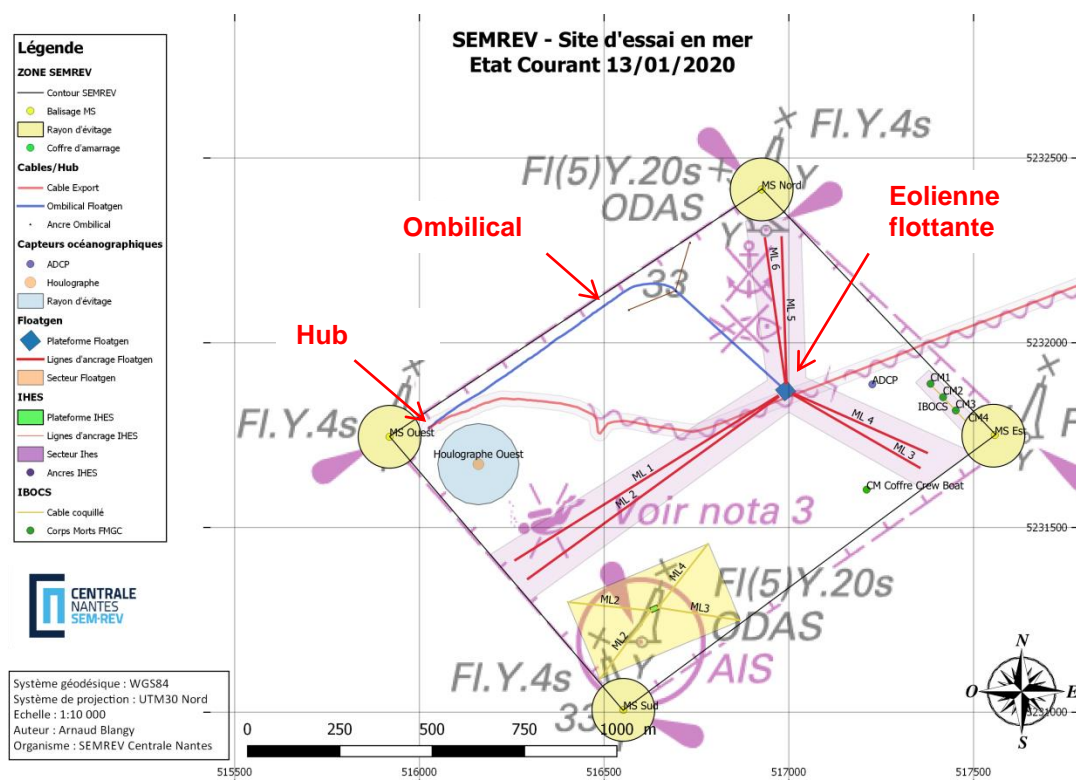 SEMREV - Site d'essai en mer
Etat Courant 13/01/2020
Légende
ZONE SEMREV
Contour SEMREV
Balisage MS
Rayon d'évitage
Coffre d'amarrage
Cables/Hub
Cable Export
Ombilical Floatgen
Ancre Ombilical
Capteurs océanographiques
ADCP
Houlographe
Rayon d'évitage
Floatgen
Plateforme Floatgen
Lignes d'ancrage Floatgen
Secteur Floatgen
IHES
Plateforme IHES
Lignes d'ancrage IHES
Secteur Ihes
Ancres IHES
IBOCS
Cable coquillé
Corps Morts FMGC
CENTRALE
NANTES
SEM-REV
Système géodésique : WGS84
Système de projection : UTM30 Nord
Echelle : 1:10 000
Auteur : Arnaud Blangy
Organisme : SEMREV Centrale Nantes
Fl.Y.4s
Fl(5)Y.20s
ODAS
MS Nord
Y
Y
5232500
5232500
Ombilical
Eolienne
flottante
ML 6
ML 5
33
Hub
5232000
5232000
ADCP
CM1
CM2
IBOCS
CM3
CM4
MS Est
Y
F
Fl.Y.4s
MS Ouest
Houlographe Ouest
ML 4
ML 3
ML 1
ML 2
CM Coffre Crew Boat
Voir nota 3
5231500
5231500
ML2
ML4
ML3
ML2
Fl(5)Y.20s
ODAS
AIS
Y
Fl.Y.4s
33
MS Sud
5231000
5231000
0 250 500 750 1000 m
N
O E
S
515500 516000 516500 517000 517500